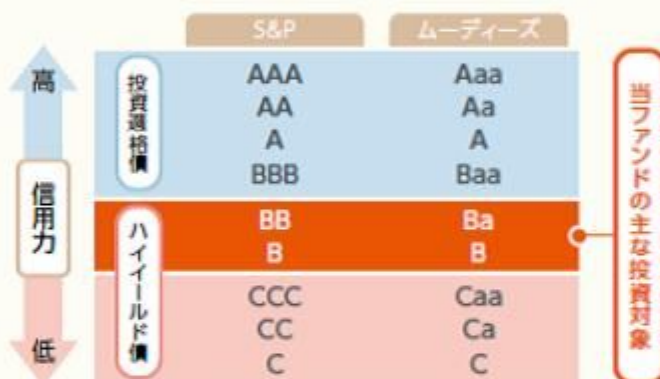 S&P ムーディーズ
高
信用力
低
投資適格債
AAA Aaa
AA Aa
A A
BBB Baa
ハイイールド債
BB Ba
B B
CCC Caa
CC Ca
C C
当ファンドの主な投資対象